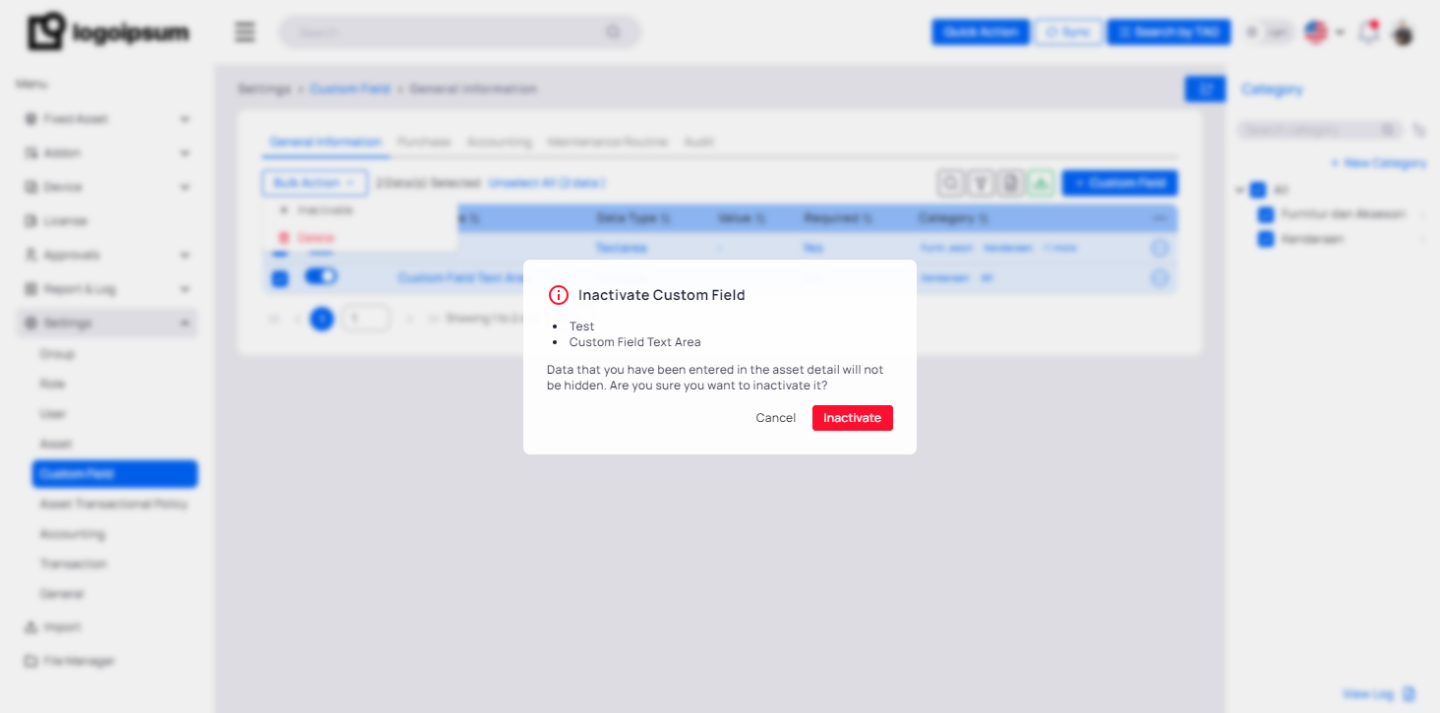 logoipsum
Search
Quick Action
Sync
Search by TAG
Menu
Fixed Asset
Addon
Device
License
Approvals
Report & Log
Settings
Group
Role
User
Asset
Custom Field
Asset Transactional Policy
Accounting
Transaction
General
Import
File Manager
Settings › Custom Field › General Information
General Information Purchase Accounting Maintenance Routine Audit
Bulk Action 2 Data(s) Selected Unselect All (2 data)
+ Custom Field
Inactivate
Delete
Data Type Value Required Category
Textarea - Yes Kendaraan
Custom Field Text Kendaraan All
1 Showing 1 to 2
Inactivate Custom Field
• Test
• Custom Field Text Area
Data that you have been entered in the asset detail will not
be hidden. Are you sure you want to inactivate it?
Cancel Inactivate
Category
Search category
+ New Category
All
Furnitur dan Aksesori
Kendaraan
View Log